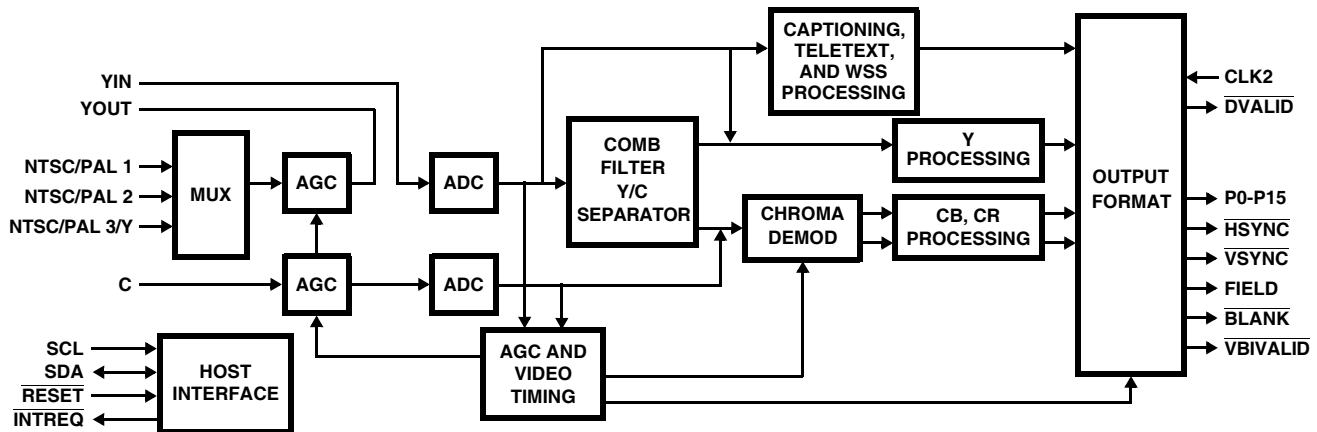 CAPTIONING,
TELETEXT,
AND WSS
PROCESSING
YIN
YOUT
NTSC/PAL 1
NTSC/PAL 2
NTSC/PAL 3/Y
MUX
AGC
ADC
COMB
FILTER
Y/C
SEPARATOR
Y
PROCESSING
CHROMA
DEMOD
CB, CR
PROCESSING
OUTPUT
FORMAT
CLK2
DVALID
P0-P15
HSYNC
VSYNC
FIELD
BLANK
VBIVALID
C
AGC
ADC
AGC AND
VIDEO
TIMING
SCL
SDA
RESET
INTREQ
HOST
INTERFACE